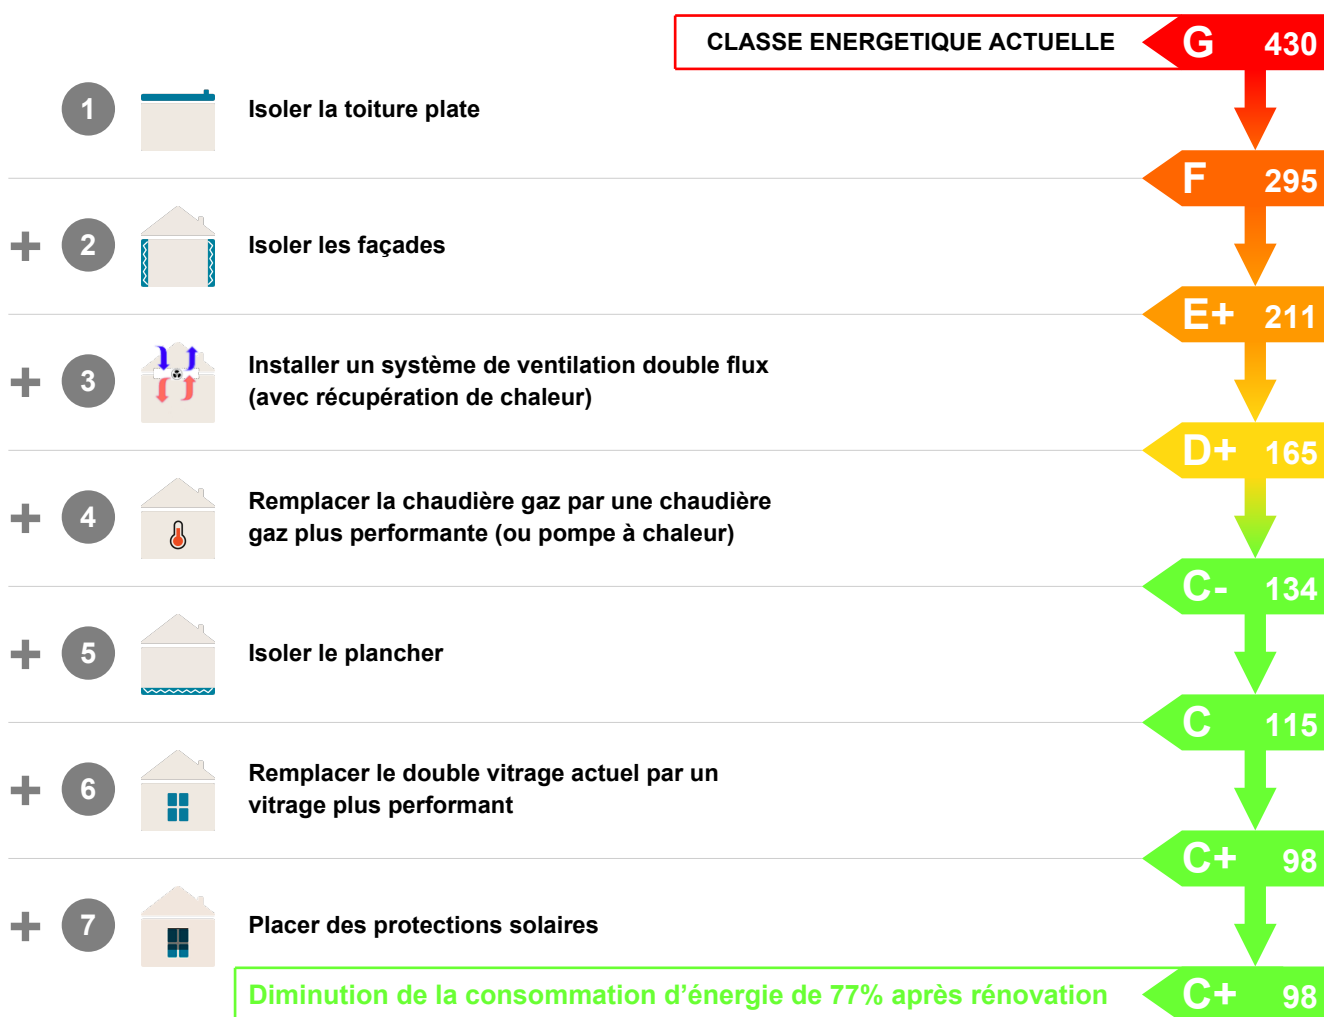 CLASSE ENERGETIQUE ACTUELLE G 430
1 Isoler la toiture plate
F 295
+ 2 Isoler les façades
E+ 211
+ 3 Installer un système de ventilation double flux
(avec récupération de chaleur)
D+ 165
+ 4 Remplacer la chaudière gaz par une chaudière
gaz plus performante (ou pompe à chaleur)
C- 134
+ 5 Isoler le plancher
C 115
+ 6 Remplacer le double vitrage actuel par un
vitrage plus performant
C+ 98
+ 7 Placer des protections solaires
Diminution de la consommation d’énergie de 77% après rénovation C+ 98